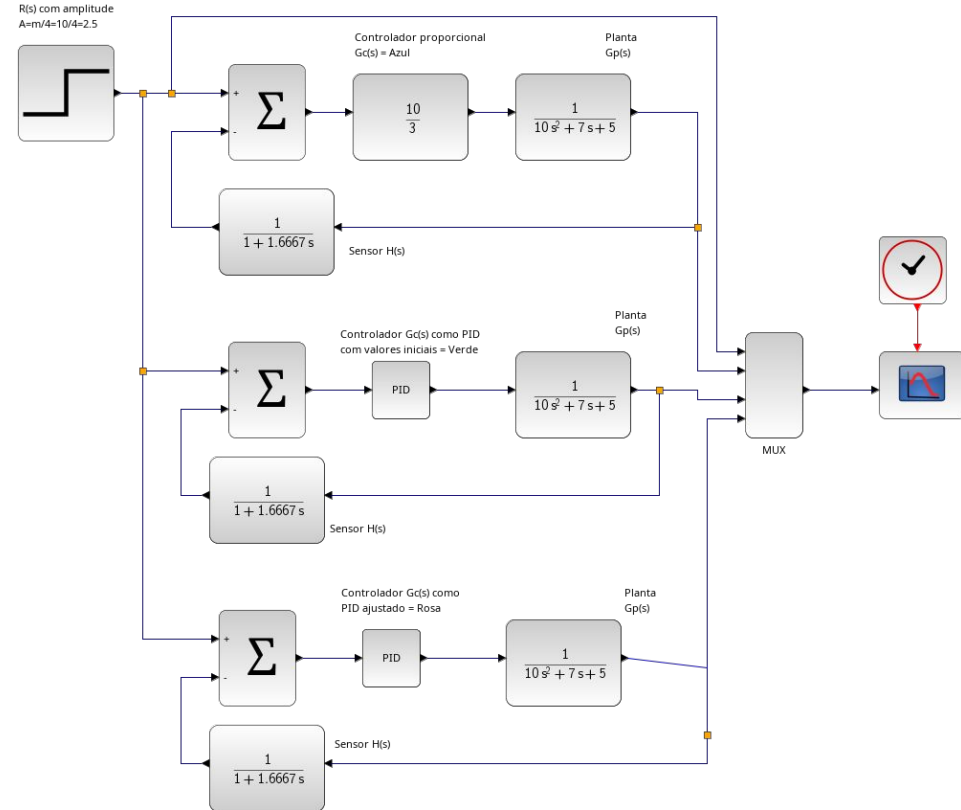 R(s) com amplitude
A=m/4=10/4=2.5
Controlador proporcional
Gc(s) = Azul
Planta
Gp(s)
+
-
Σ
10
3
1
10 s² + 7 s + 5
1
1 + 1.6667 s
Sensor H(s)
Controlador Gc(s) como PID
com valores iniciais = Verde
Planta
Gp(s)
+
-
Σ
PID
1
10 s² + 7 s + 5
MUX
1
1 + 1.6667 s
Sensor H(s)
Controlador Gc(s) como
PID ajustado = Rosa
Planta
Gp(s)
+
-
Σ
PID
1
10 s² + 7 s + 5
1
1 + 1.6667 s
Sensor H(s)